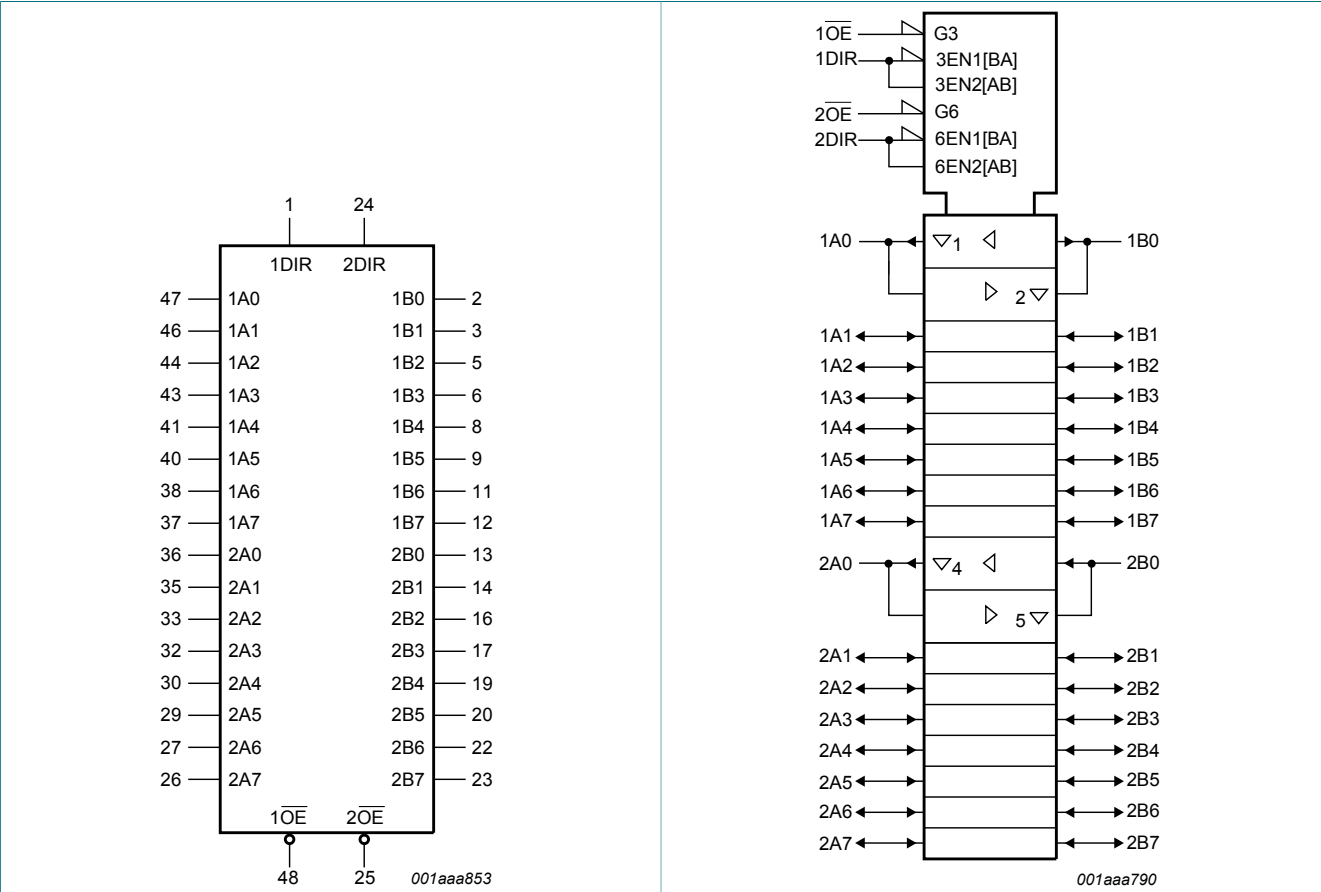 1 24
1DIR 2DIR
47 1A0 1B0 2
46 1A1 1B1 3
44 1A2 1B2 5
43 1A3 1B3 6
41 1A4 1B4 8
40 1A5 1B5 9
38 1A6 1B6 11
37 1A7 1B7 12
36 2A0 2B0 13
35 2A1 2B1 14
33 2A2 2B2 16
32 2A3 2B3 17
30 2A4 2B4 19
29 2A5 2B5 20
27 2A6 2B6 22
26 2A7 2B7 23
1O̅E̅ 2O̅E̅
48 25
001aaa853
1O̅E̅ G3
1DIR 3EN1[BA]
3EN2[AB]
2O̅E̅ G6
2DIR 6EN1[BA]
6EN2[AB]
1A0 ▽1 ◁ 1B0
▷ 2▽
1A1 1B1
1A2 1B2
1A3 1B3
1A4 1B4
1A5 1B5
1A6 1B6
1A7 1B7
2A0 ▽4 ◁ 2B0
▷ 5▽
2A1 2B1
2A2 2B2
2A3 2B3
2A4 2B4
2A5 2B5
2A6 2B6
2A7 2B7
001aaa790